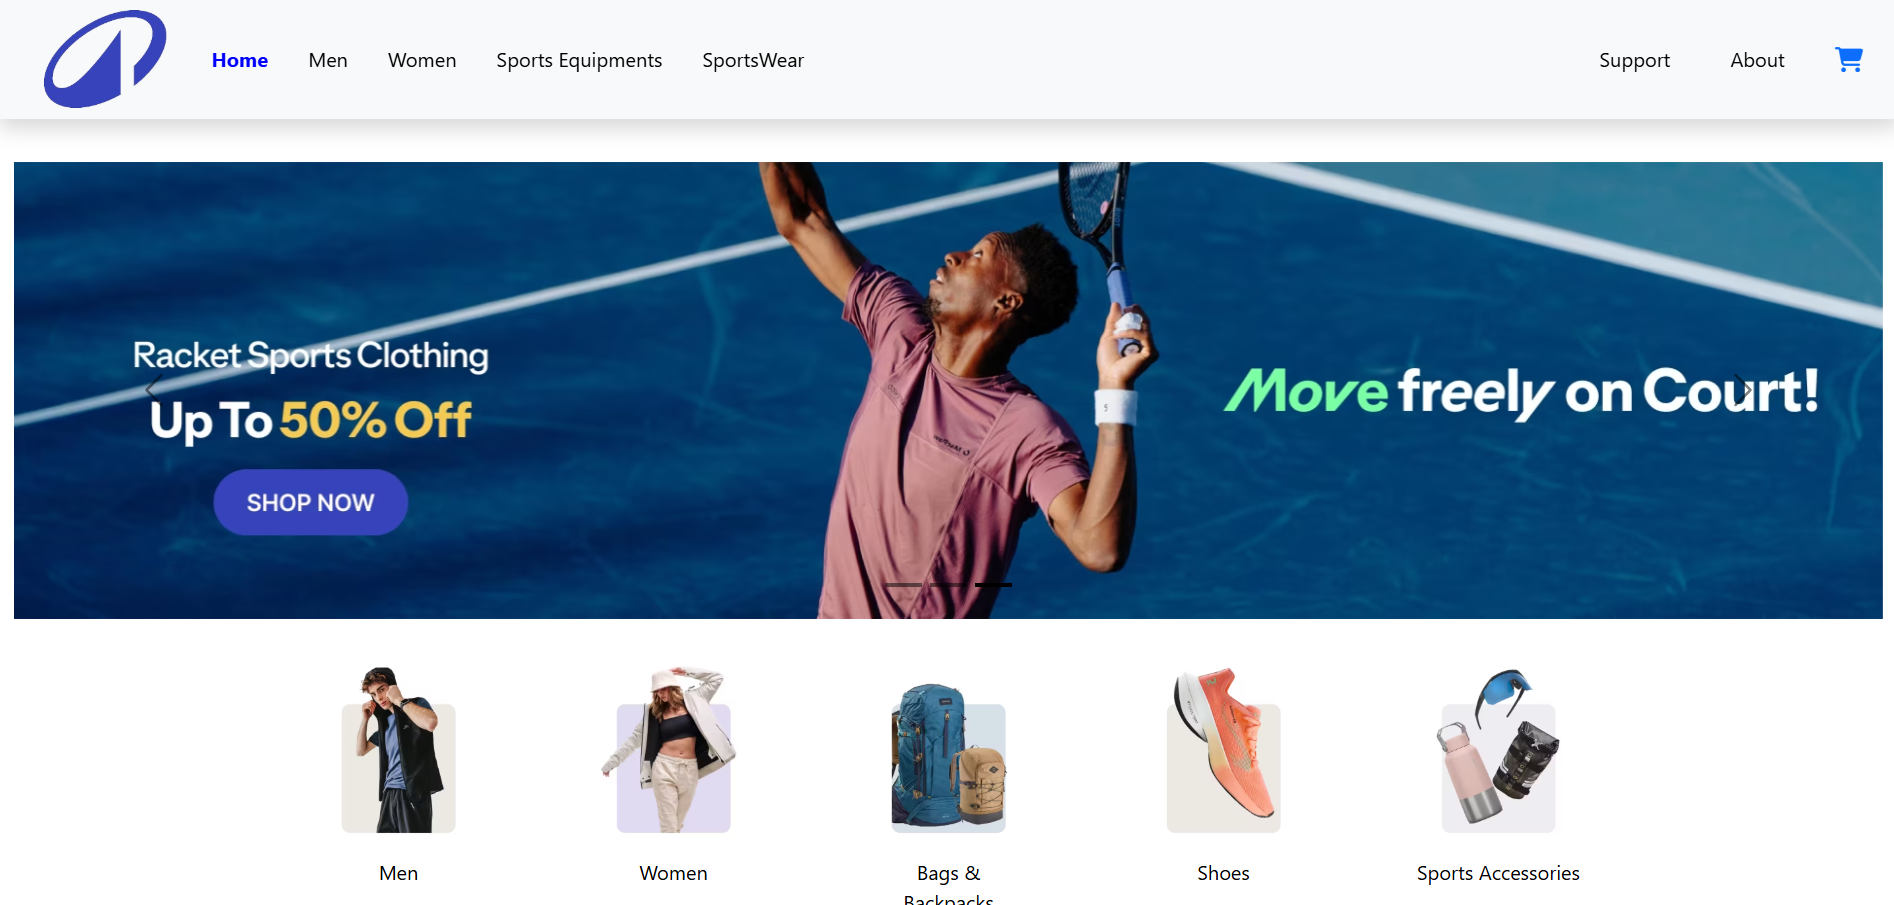 Home
Men
Women
Sports Equipments
SportsWear
Support
About
Racket Sports Clothing
Up To 50% Off
SHOP NOW
Move freely on Court!
Men
Women
Bags &
Backpacks
Shoes
Sports Accessories